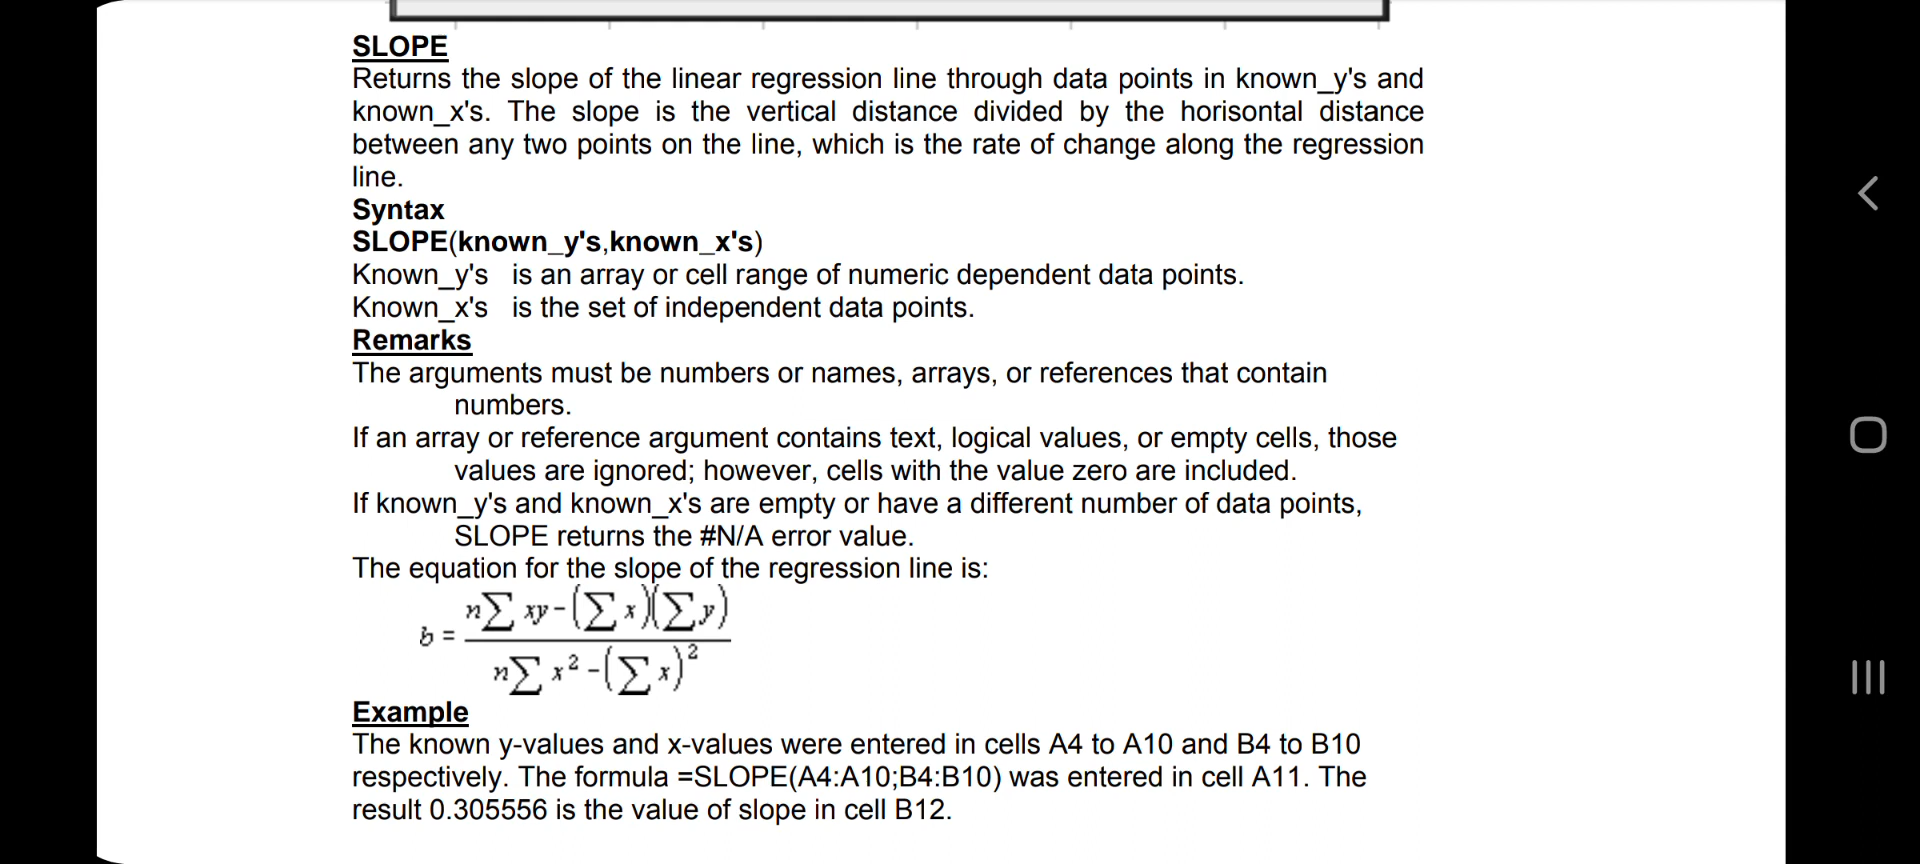 SLOPE
Returns the slope of the linear regression line through data points in known_y's and
known_x's. The slope is the vertical distance divided by the horisontal distance
between any two points on the line, which is the rate of change along the regression
line.
Syntax
SLOPE(known_y's,known_x's)
Known_y's is an array or cell range of numeric dependent data points.
Known_x's is the set of independent data points.
Remarks
The arguments must be numbers or names, arrays, or references that contain
numbers.
If an array or reference argument contains text, logical values, or empty cells, those
values are ignored; however, cells with the value zero are included.
If known_y's and known_x's are empty or have a different number of data points,
SLOPE returns the #N/A error value.
The equation for the slope of the regression line is:
b = (n∑xy-(∑x)(∑y)) / (n∑x²-(∑x)²)
Example
The known y-values and x-values were entered in cells A4 to A10 and B4 to B10
respectively. The formula =SLOPE(A4:A10;B4:B10) was entered in cell A11. The
result 0.305556 is the value of slope in cell B12.